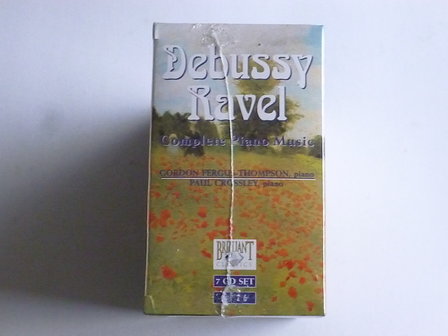 Debussy
Ravel
Complete Piano Music
GORDON FERGUS-THOMPSON, piano
PAUL CROSSLEY, piano
BRILLIANT
CLASSICS
7 CD SET